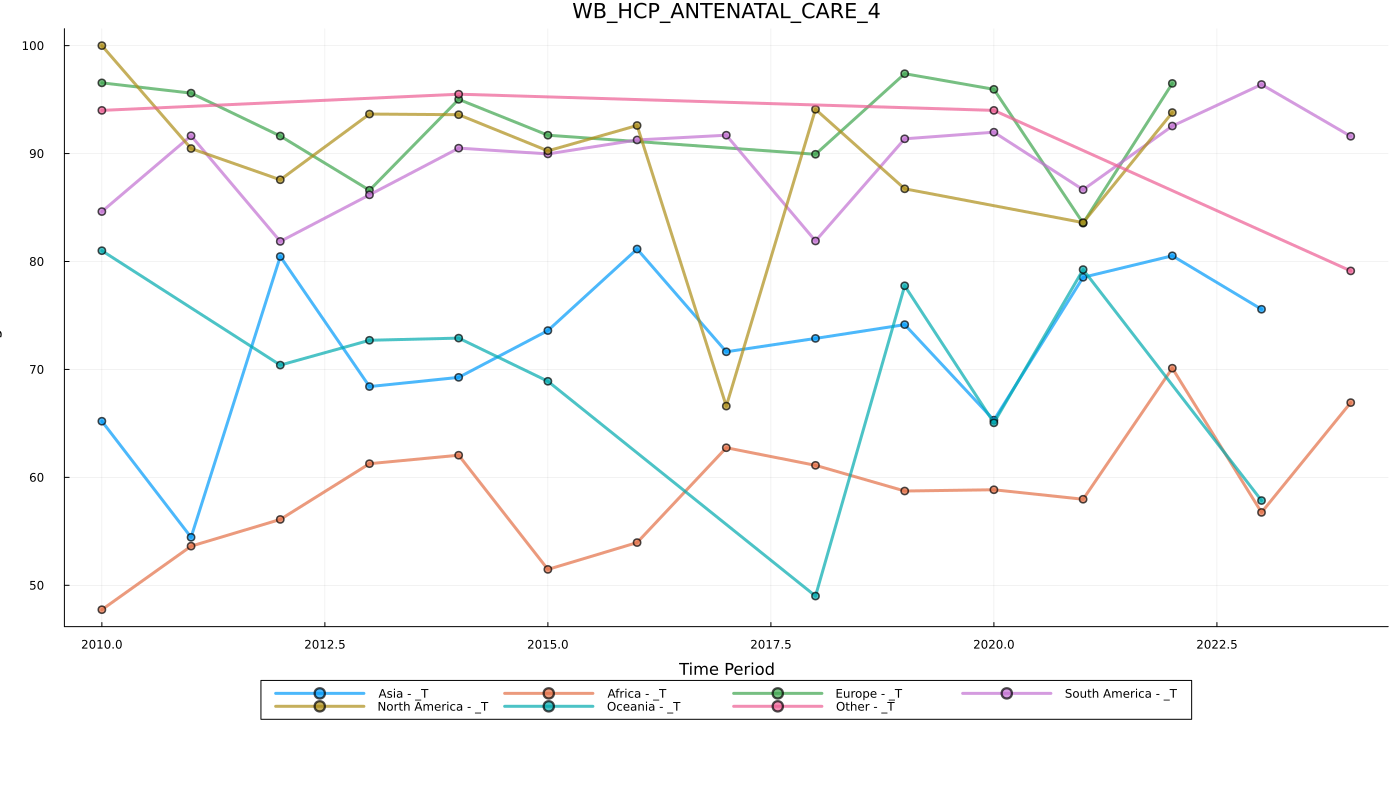 WB_HCP_ANTENATAL_CARE_4
100
90
80
70
60
50
2010.0 2012.5 2015.0 2017.5 2020.0 2022.5
Time Period
Asia - _T Africa - _T Europe - _T South America - _T
North America - _T Oceania - _T Other - _T